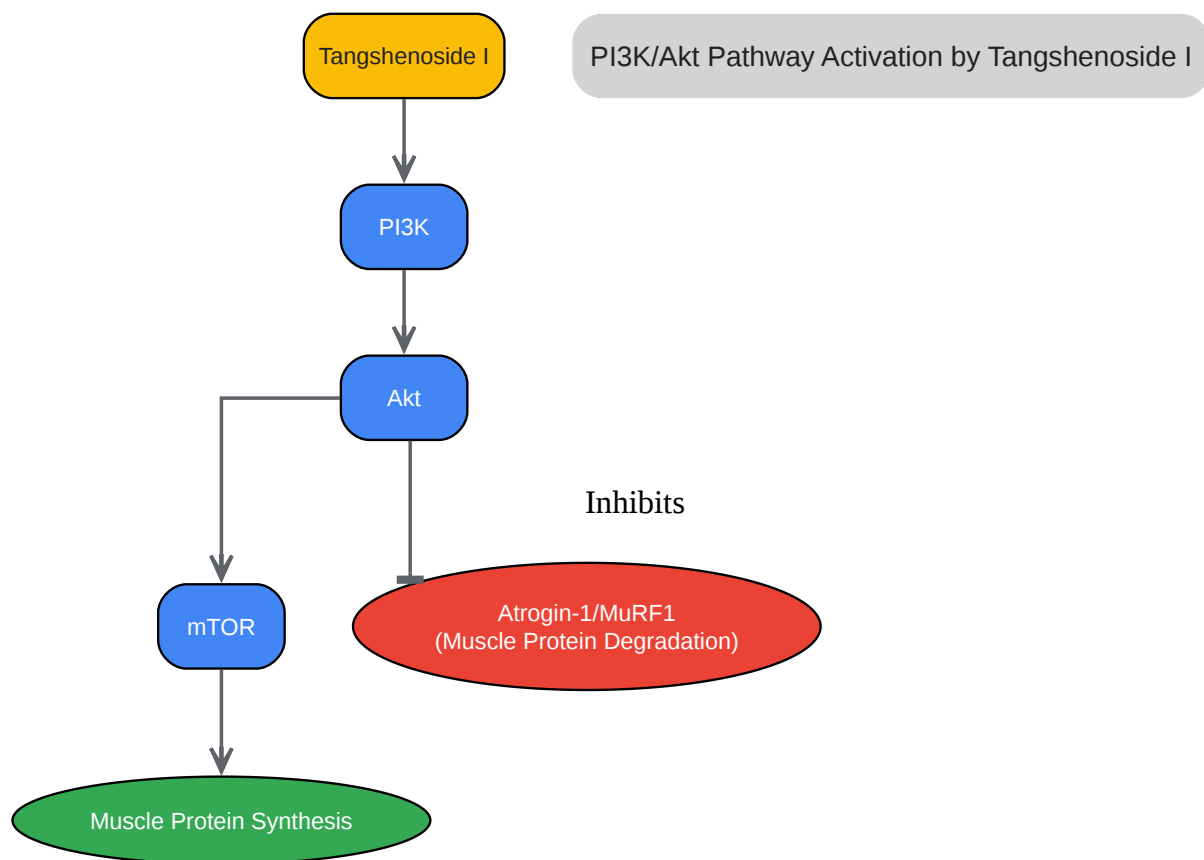 Tangshenoside I
PI3K/Akt Pathway Activation by Tangshenoside I
PI3K
Akt
Inhibits
Atrogin-1/MuRF1
(Muscle Protein Degradation)
mTOR
Muscle Protein Synthesis